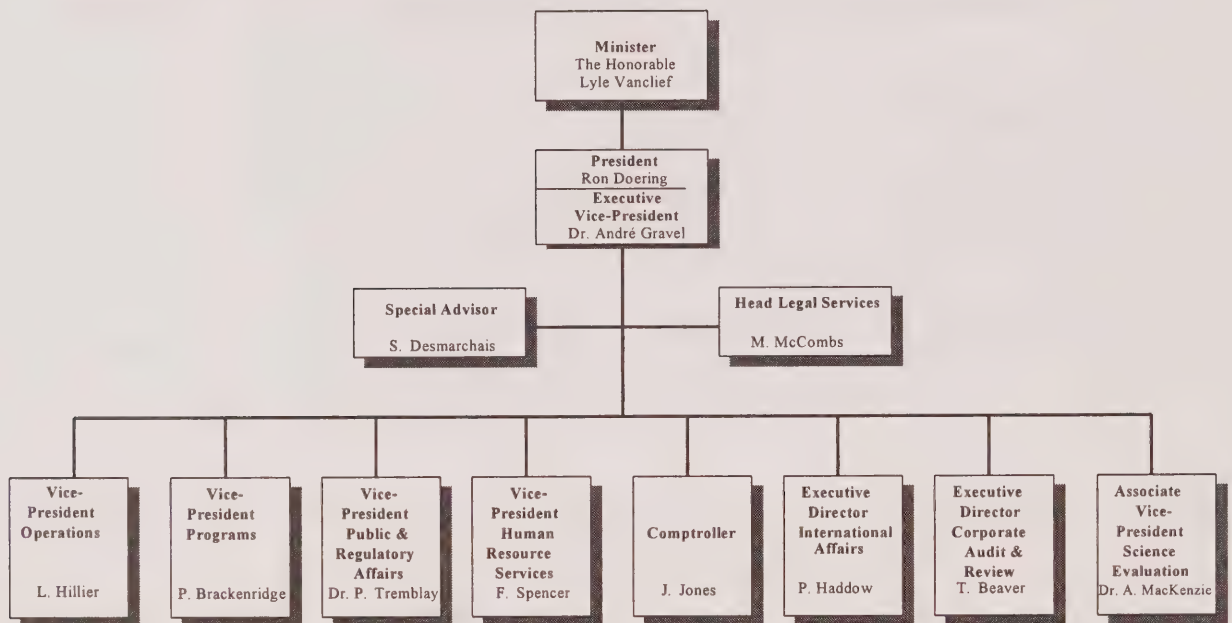 Minister
The Honorable
Lyle Vanclief
President
Ron Doering
Executive
Vice-President
Dr. André Gravel
Special Advisor
S. Desmarchais
Head Legal Services
M. McCombs
Vice-
President
Operations
L. Hillier
Vice-
President
Programs
P. Brackenridge
Vice-
President
Public &
Regulatory
Affairs
Dr. P. Tremblay
Vice-
President
Human
Resource
Services
F. Spencer
Comptroller
J. Jones
Executive
Director
International
Affairs
P. Haddow
Executive
Director
Corporate
Audit &
Review
T. Beaver
Associate
Vice-
President
Science
Evaluation
Dr. A. MacKenzie